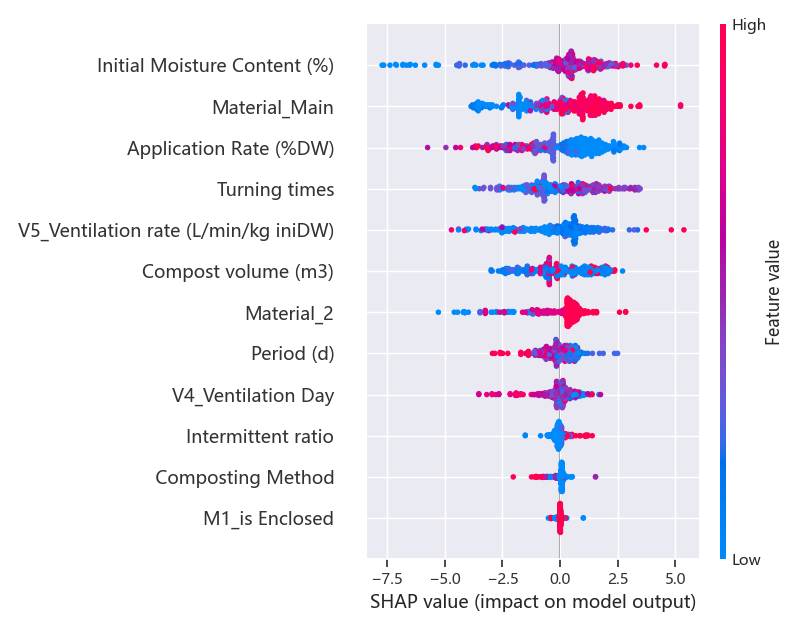 High
Initial Moisture Content (%)
Material_Main
Application Rate (%DW)
Turning times
V5_Ventilation rate (L/min/kg iniDW)
Compost volume (m3)
Material_2
Period (d)
V4_Ventilation Day
Intermittent ratio
Composting Method
M1_is Enclosed
Feature value
Low
−7.5 −5.0 −2.5 0.0 2.5 5.0
SHAP value (impact on model output)